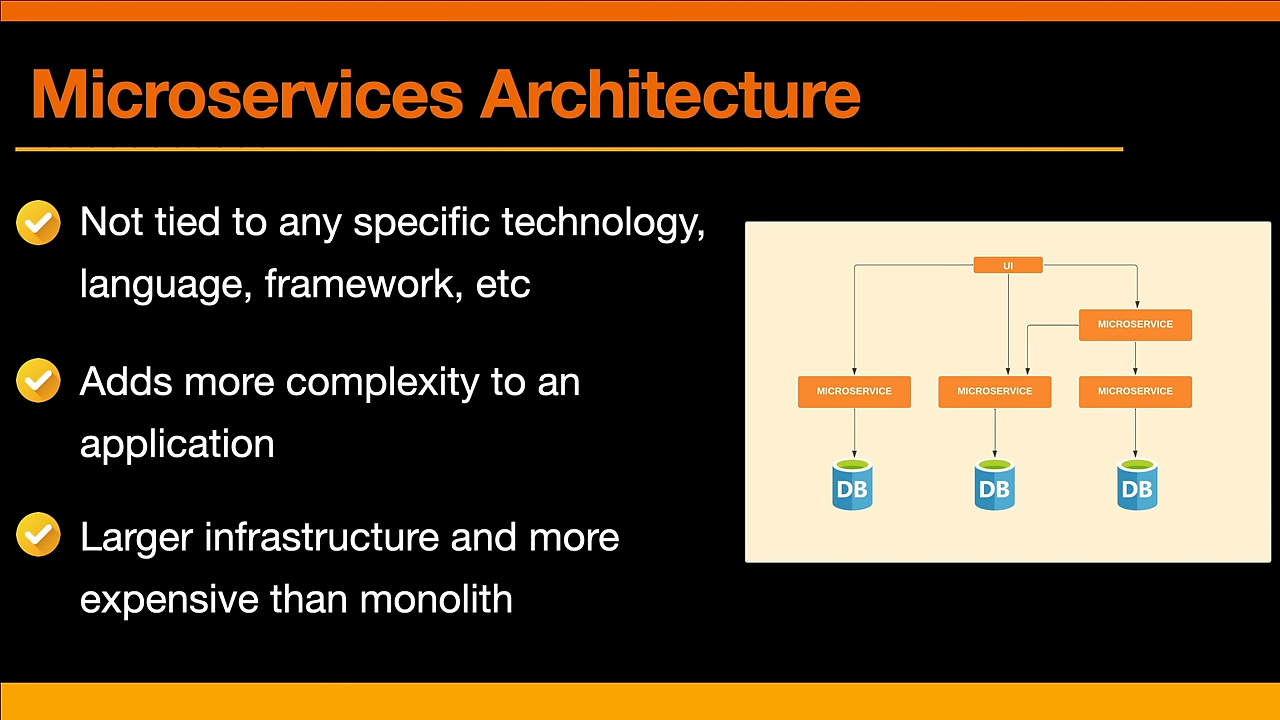 Microservices Architecture
Not tied to any specific technology,
language, framework, etc
Adds more complexity to an
application
Larger infrastructure and more
expensive than monolith
UI
MICROSERVICE
MICROSERVICE
MICROSERVICE
MICROSERVICE
DB
DB
DB